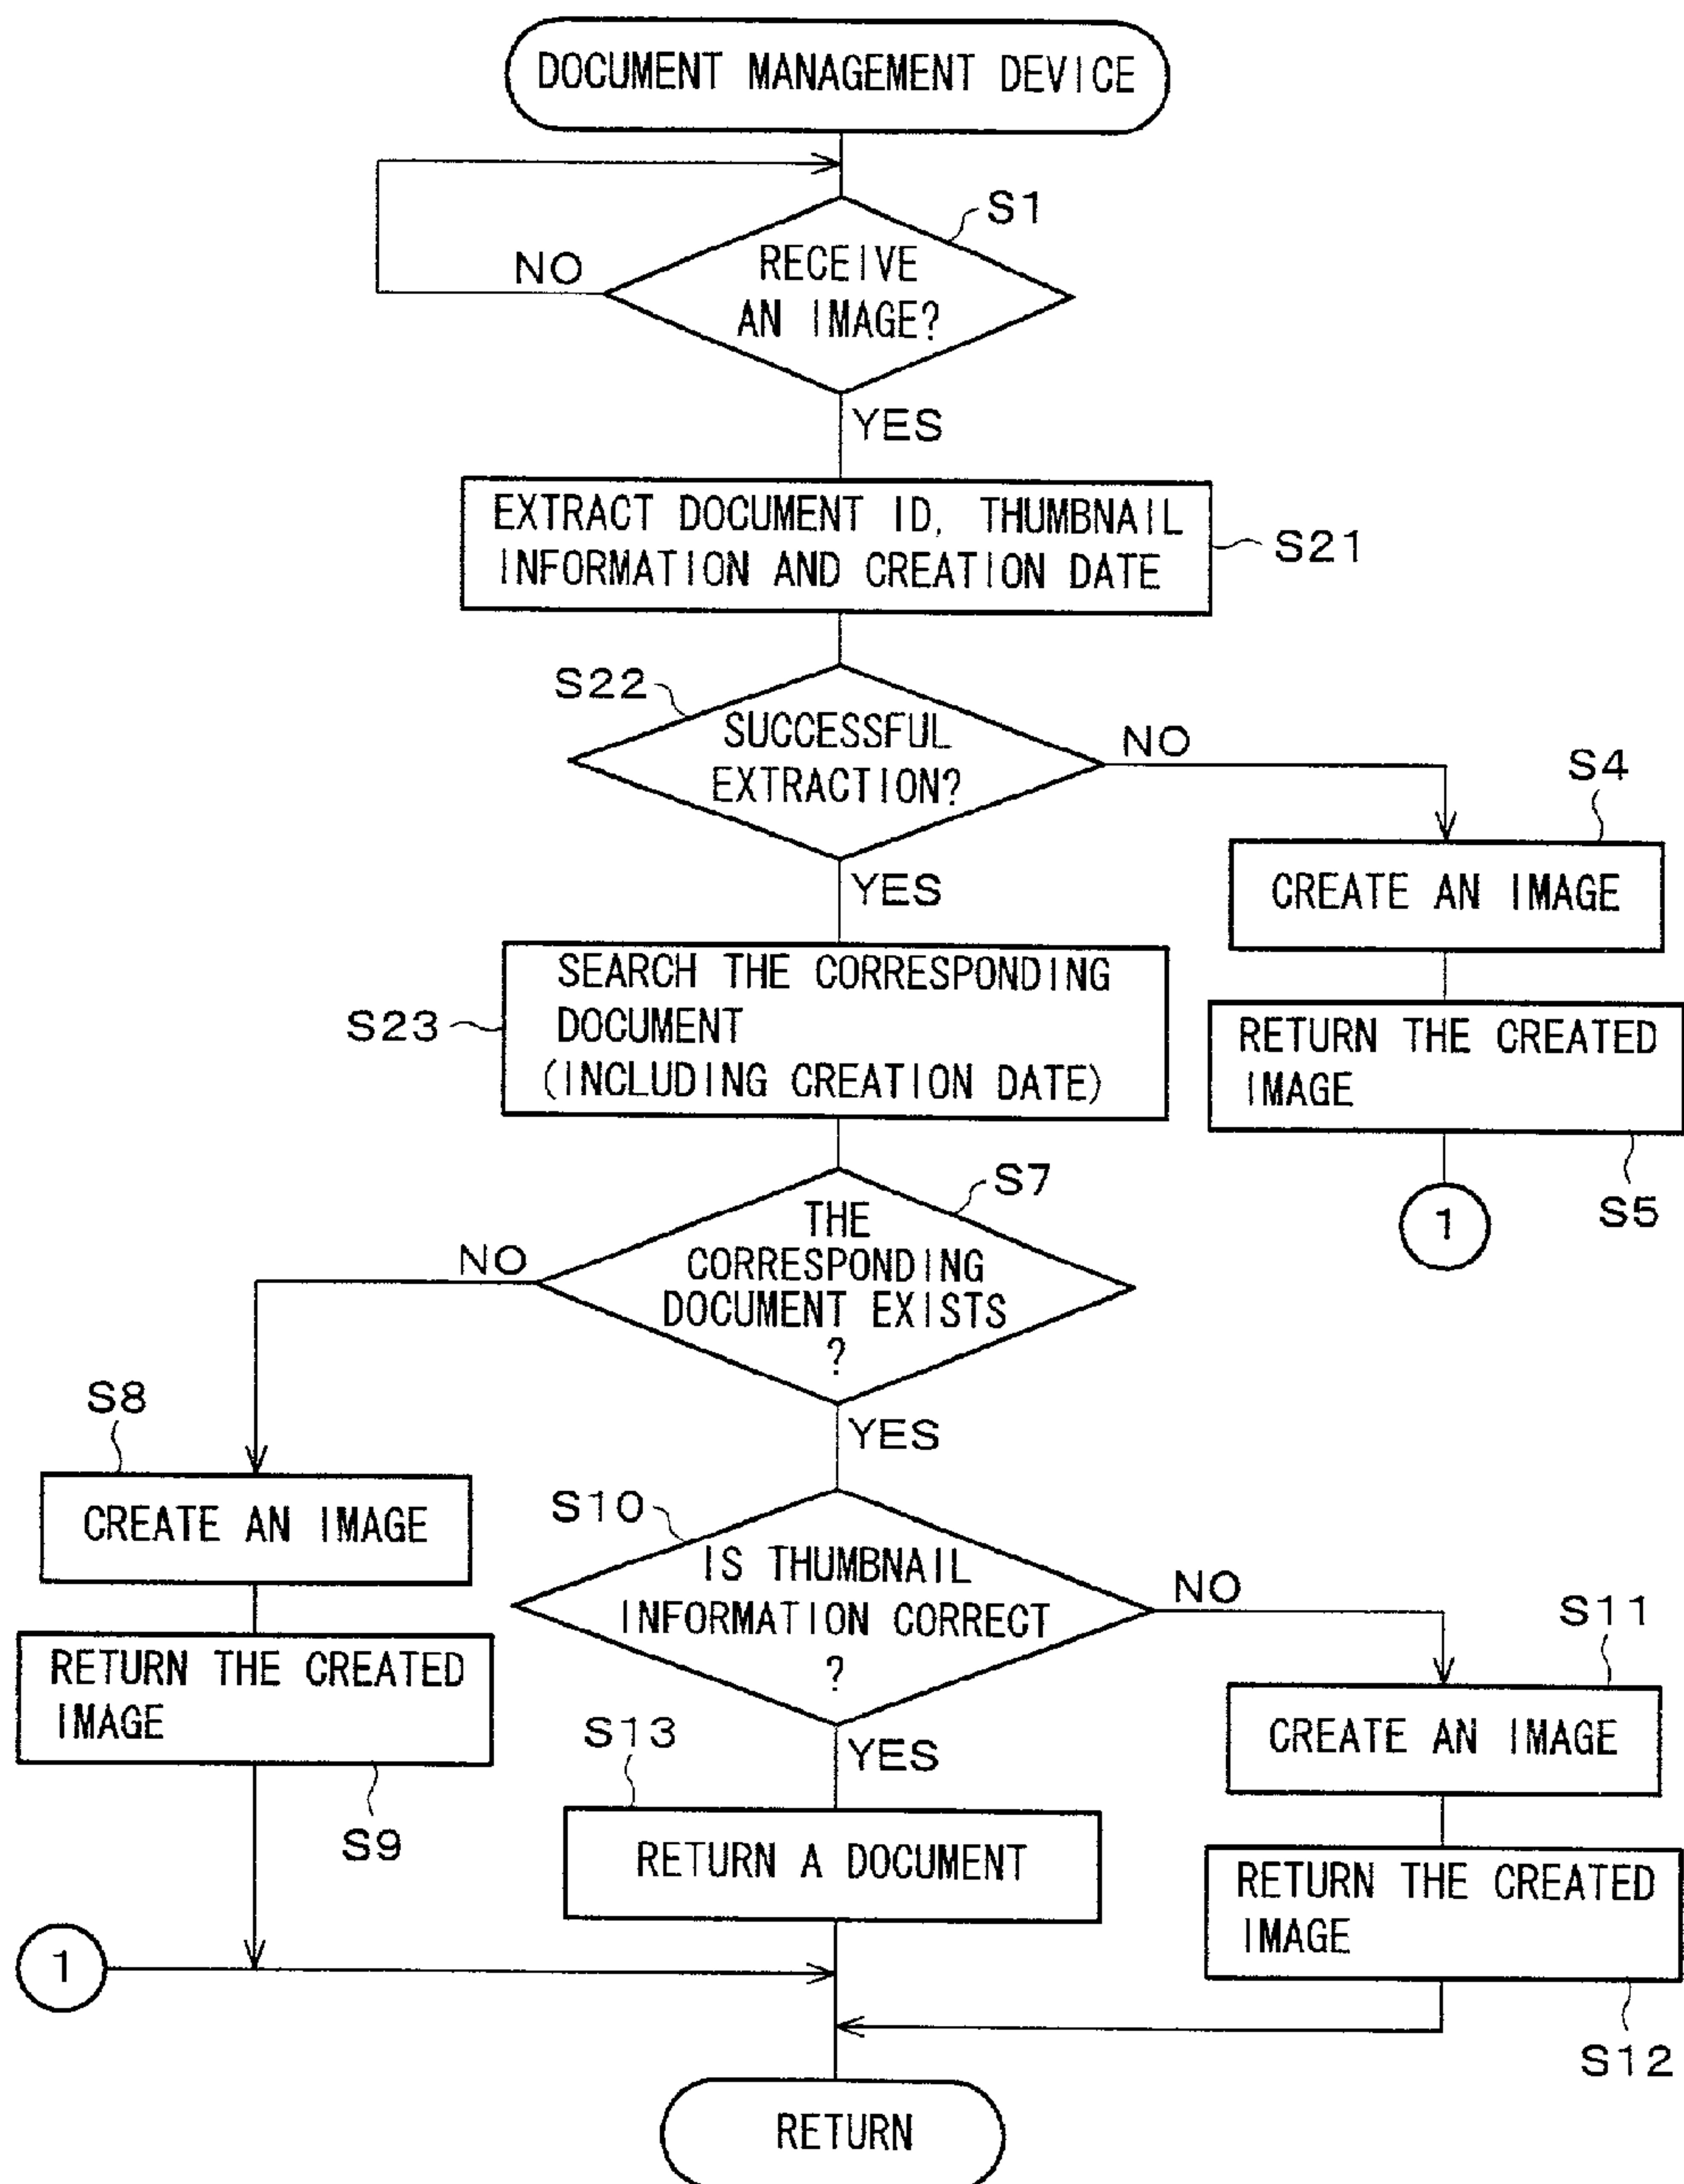 DOCUMENT MANAGEMENT DEVICE
S1
RECEIVE
AN IMAGE?
NO
YES
EXTRACT DOCUMENT ID, THUMBNAIL
INFORMATION AND CREATION DATE
S21
S22
SUCCESSFUL
EXTRACTION?
NO
YES
S4
CREATE AN IMAGE
RETURN THE CREATED
IMAGE
S5
1
SEARCH THE CORRESPONDING
DOCUMENT
(INCLUDING CREATION DATE)
S23
S7
THE
CORRESPONDING
DOCUMENT EXISTS
?
NO
YES
S8
CREATE AN IMAGE
RETURN THE CREATED
IMAGE
S9
S10
IS THUMBNAIL
INFORMATION CORRECT
?
NO
YES
S11
CREATE AN IMAGE
RETURN THE CREATED
IMAGE
S12
S13
RETURN A DOCUMENT
1
RETURN